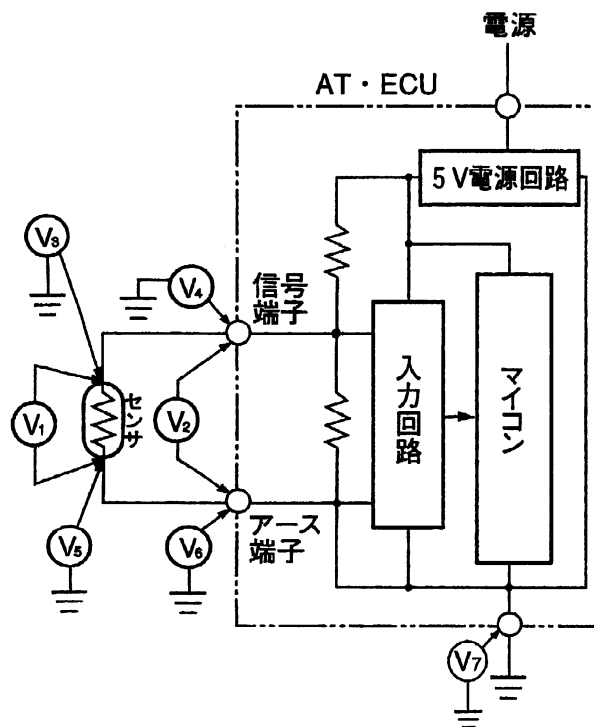 電源
AT・ECU
5V電源回路
V3
V4
信号
端子
V1
センサ
V2
入力回路
マイコン
V5
V6
アース
端子
V7